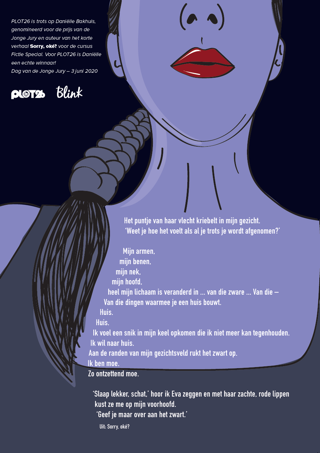 PLOT26 is trots op Daniëlle Bakhuis,
genomineerd voor de prijs van de
Jonge Jury en auteur van het korte
verhaal Sorry, oké? voor de cursus
Fictie Special. Voor PLOT26 is Daniëlle
een echte winnaar!
Dag van de Jonge Jury – 3 juni 2020
PLOT26 Blink
Het puntje van haar vlecht kriebelt in mijn gezicht.
'Weet je hoe het voelt als al je trots je wordt afgenomen?'
Mijn armen,
mijn benen,
mijn nek,
mijn hoofd,
heel mijn lichaam is veranderd in ... van die zware ... Van die –
Van die dingen waarmee je een huis bouwt.
Huis.
Huis.
Ik voel een snik in mijn keel opkomen die ik niet meer kan tegenhouden.
Ik wil naar huis.
Aan de randen van mijn gezichtsveld rukt het zwart op.
Ik ben moe.
Zo ontzettend moe.
'Slaap lekker, schat,' hoor ik Eva zeggen en met haar zachte, rode lippen
kust ze me op mijn voorhoofd.
'Geef je maar over aan het zwart.'
Uit: Sorry, oké?